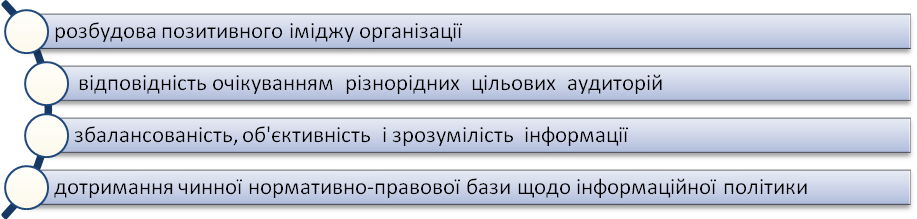 розбудова позитивного іміджу організації
відповідність очікуванням різнорідних цільових аудиторій
збалансованість, об'єктивність і зрозумілість інформації
дотримання чинної нормативно-правової бази щодо інформаційної політики